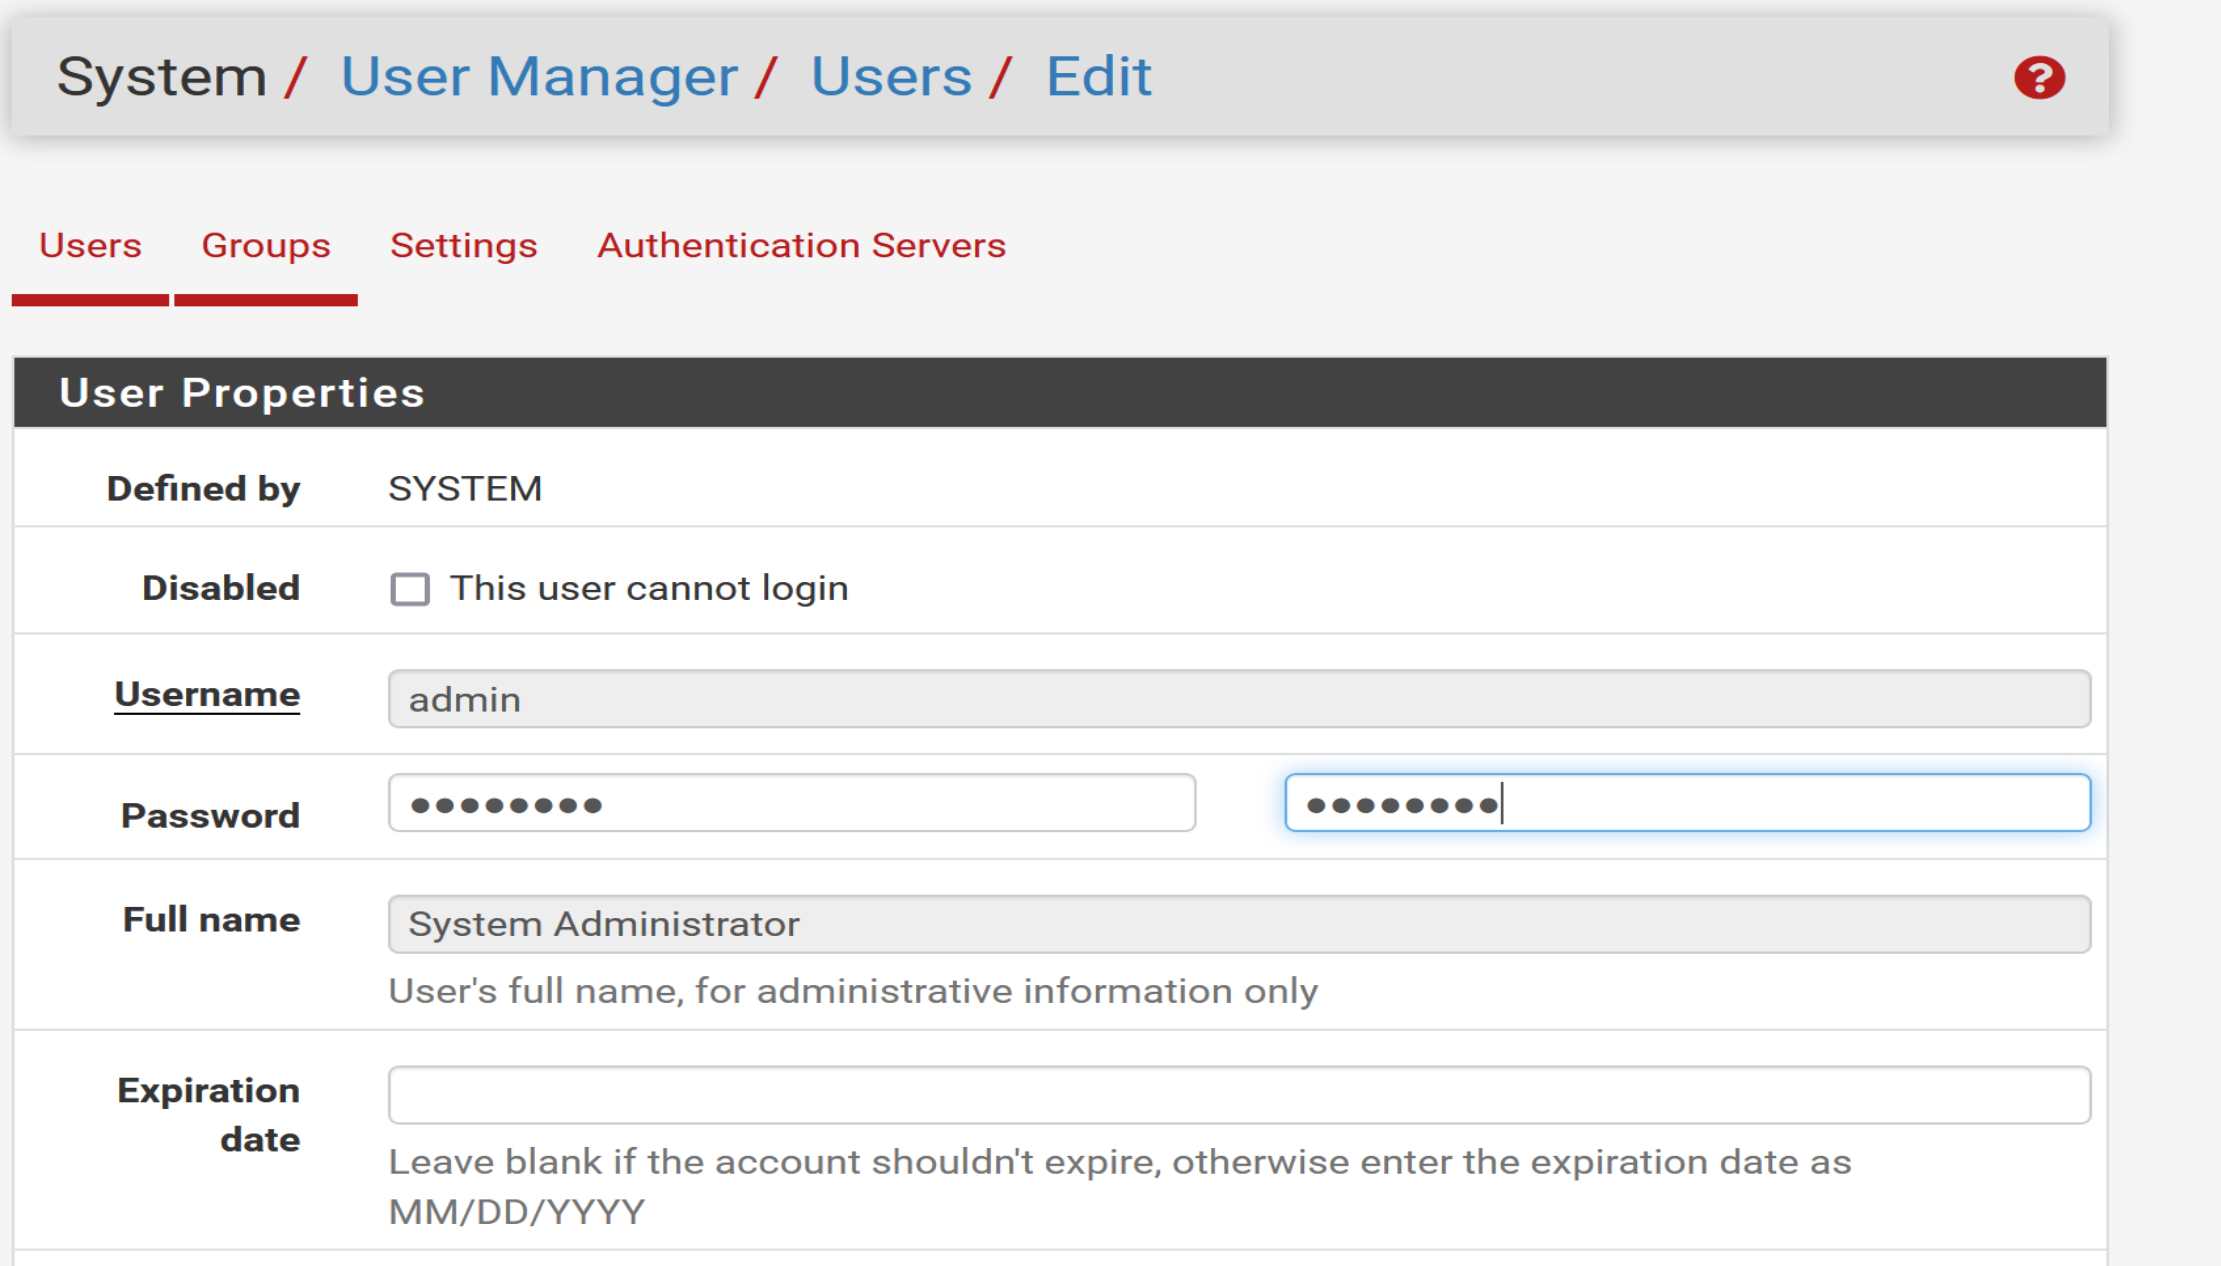 System / User Manager / Users / Edit
Users Groups Settings Authentication Servers
User Properties
Defined by SYSTEM
Disabled This user cannot login
Username admin
Password •••••••• ••••••••
Full name System Administrator
User's full name, for administrative information only
Expiration
date
Leave blank if the account shouldn't expire, otherwise enter the expiration date as
MM/DD/YYYY